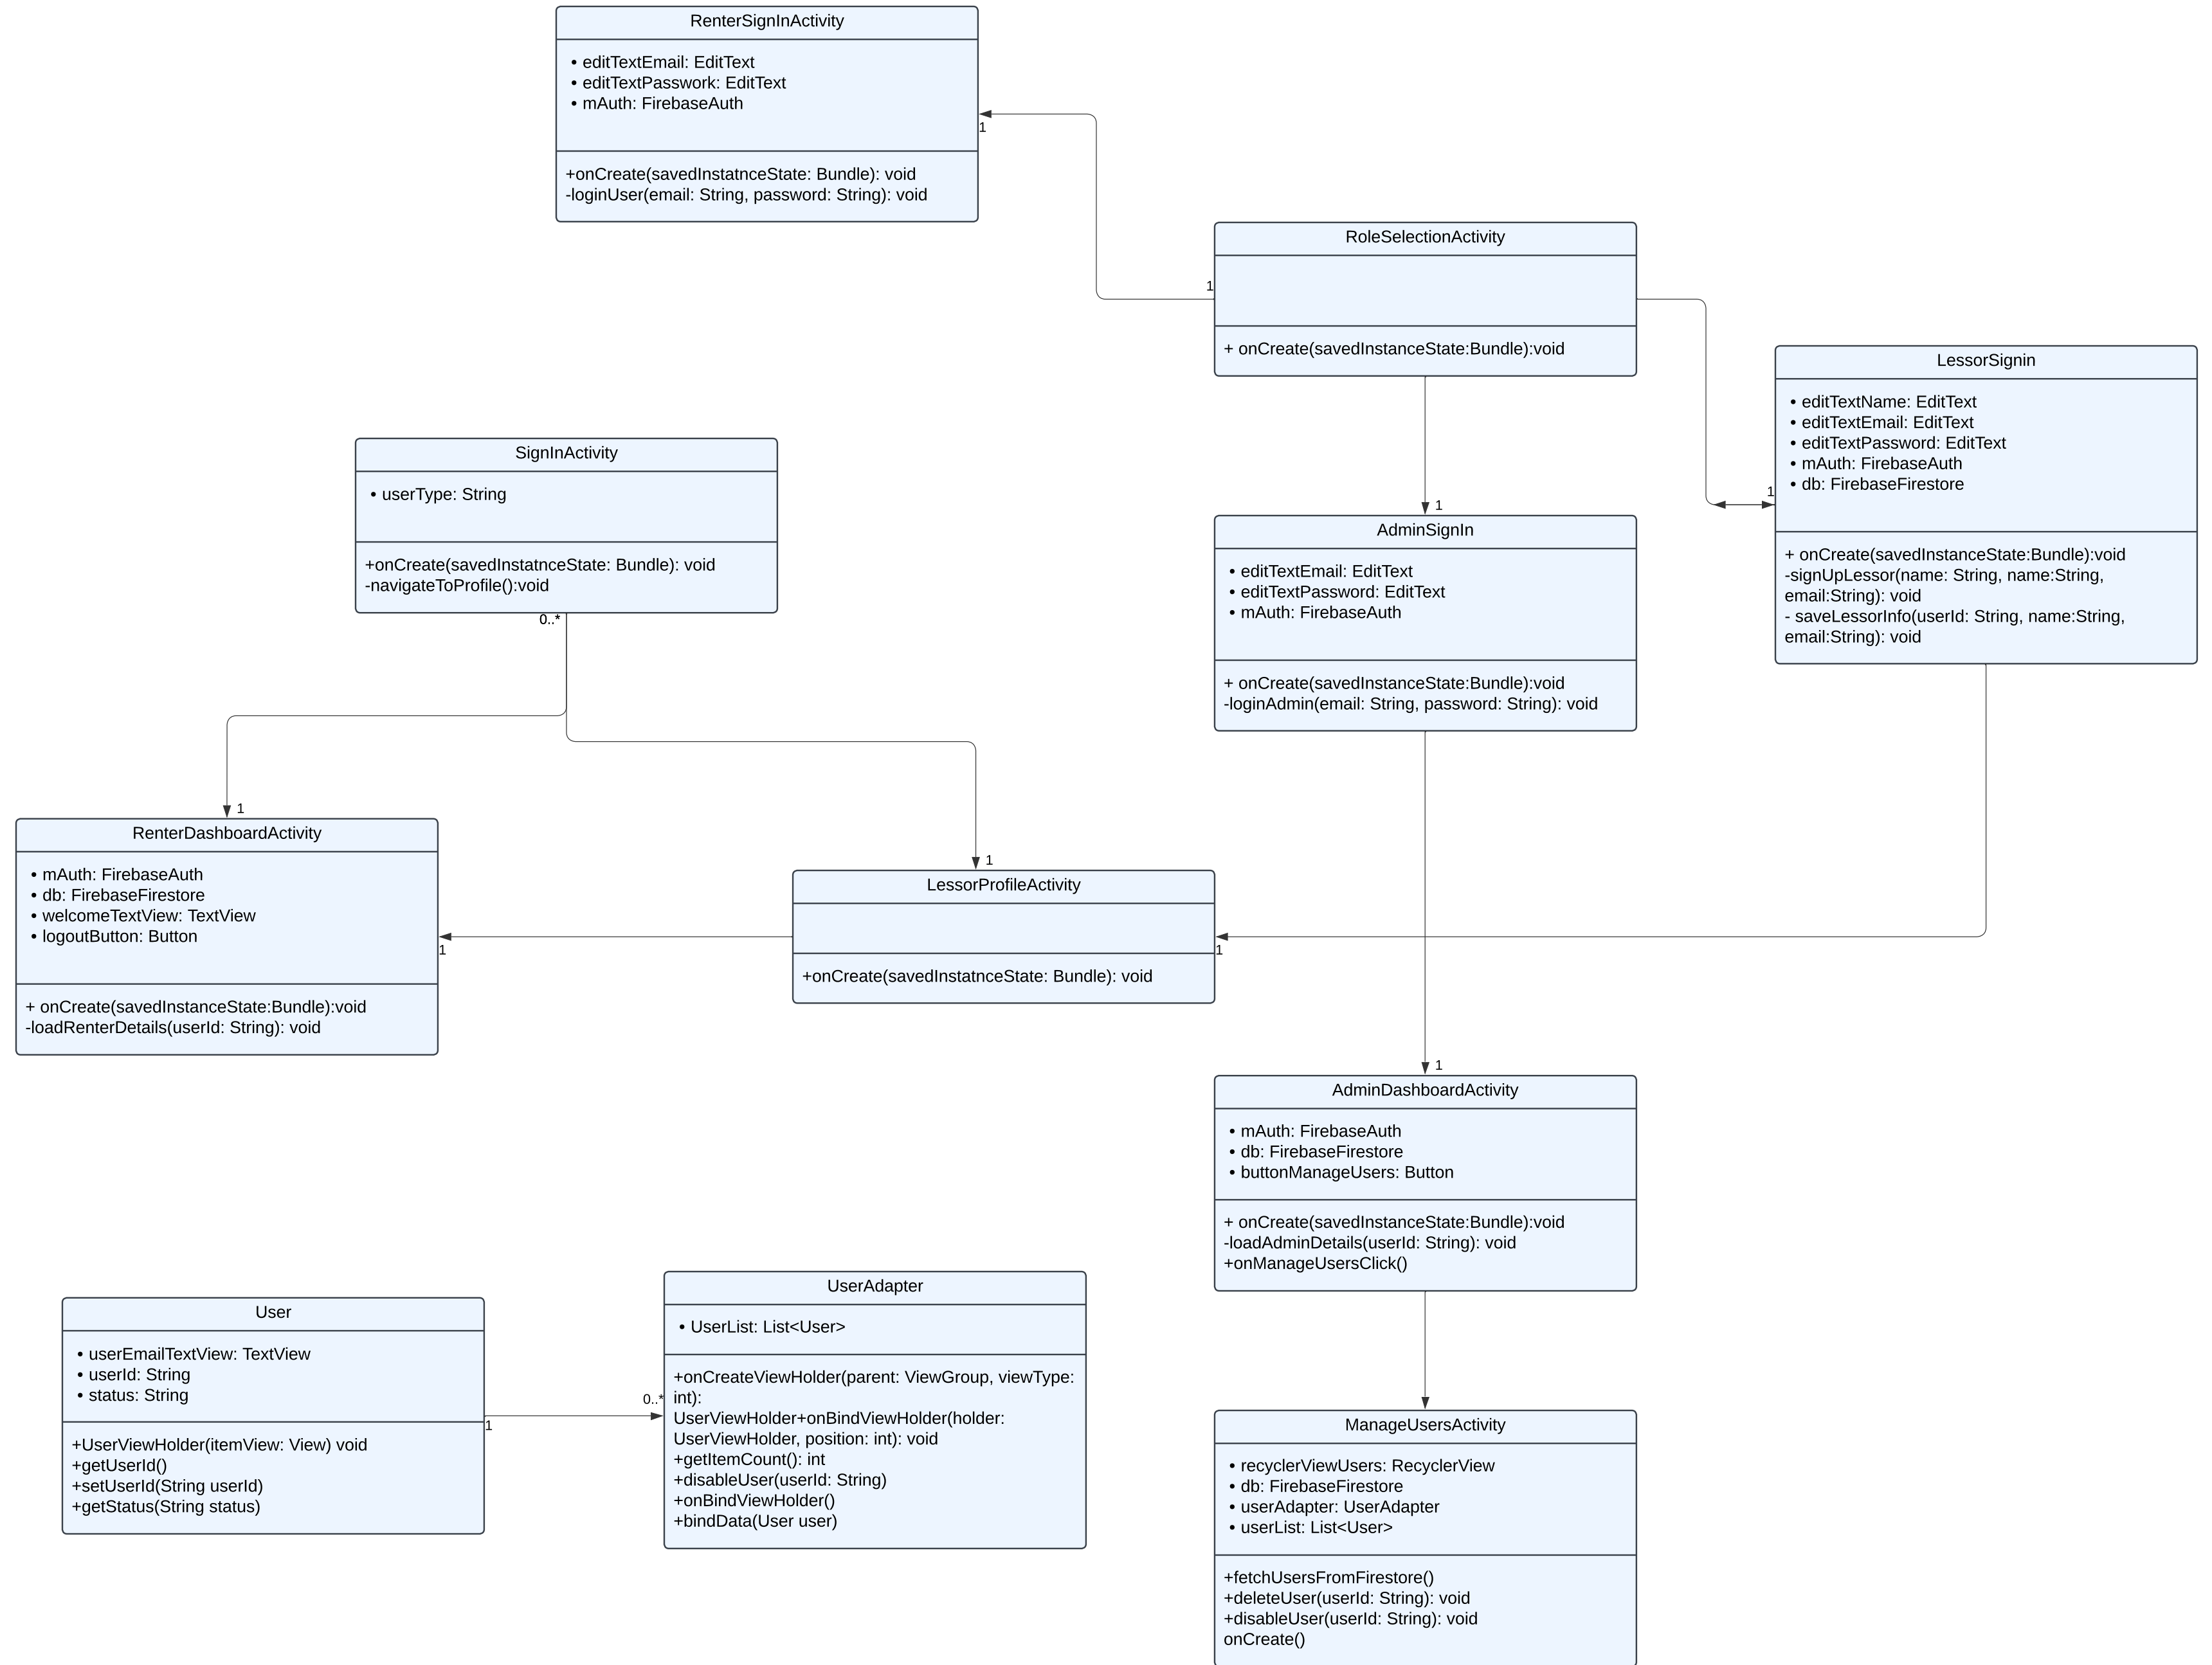 RenterSignInActivity
• editTextEmail: EditText
• editTextPasswork: EditText
• mAuth: FirebaseAuth
+onCreate(savedInstatnceState: Bundle): void
-loginUser(email: String, password: String): void
1
1
RoleSelectionActivity
+ onCreate(savedInstanceState:Bundle):void
LessorSignin
• editTextName: EditText
• editTextEmail: EditText
• editTextPassword: EditText
• mAuth: FirebaseAuth
• db: FirebaseFirestore
+ onCreate(savedInstanceState:Bundle):void
-signUpLessor(name: String, name:String,
email:String): void
- saveLessorInfo(userId: String, name:String,
email:String): void
1
SignInActivity
• userType: String
+onCreate(savedInstatnceState: Bundle): void
-navigateToProfile():void
0..*
1
AdminSignIn
• editTextEmail: EditText
• editTextPassword: EditText
• mAuth: FirebaseAuth
+ onCreate(savedInstanceState:Bundle):void
-loginAdmin(email: String, password: String): void
1
RenterDashboardActivity
• mAuth: FirebaseAuth
• db: FirebaseFirestore
• welcomeTextView: TextView
• logoutButton: Button
+ onCreate(savedInstanceState:Bundle):void
-loadRenterDetails(userId: String): void
1
1
LessorProfileActivity
+onCreate(savedInstatnceState: Bundle): void
1
1
AdminDashboardActivity
• mAuth: FirebaseAuth
• db: FirebaseFirestore
• buttonManageUsers: Button
+ onCreate(savedInstanceState:Bundle):void
-loadAdminDetails(userId: String): void
+onManageUsersClick()
User
• userEmailTextView: TextView
• userId: String
• status: String
+UserViewHolder(itemView: View) void
+getUserId()
+setUserId(String userId)
+getStatus(String status)
1
0..*
UserAdapter
• UserList: List<User>
+onCreateViewHolder(parent: ViewGroup, viewType:
int):
UserViewHolder+onBindViewHolder(holder:
UserViewHolder, position: int): void
+getItemCount(): int
+disableUser(userId: String)
+onBindViewHolder()
+bindData(User user)
ManageUsersActivity
• recyclerViewUsers: RecyclerView
• db: FirebaseFirestore
• userAdapter: UserAdapter
• userList: List<User>
+fetchUsersFromFirestore()
+deleteUser(userId: String): void
+disableUser(userId: String): void
onCreate()